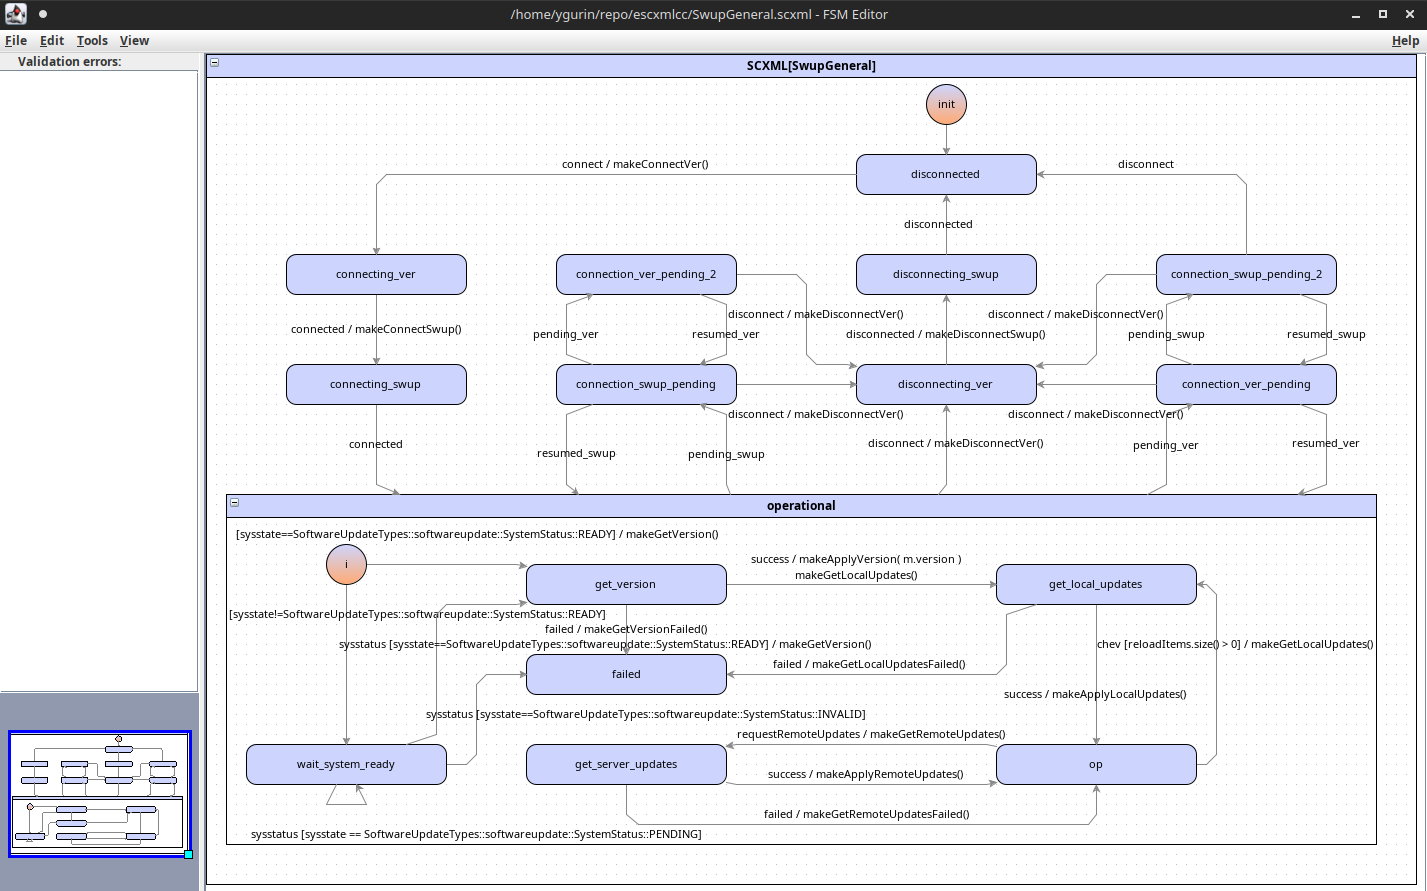 /home/ygurin/repo/escxmlcc/SwupGeneral.scxml - FSM Editor
File Edit Tools View Help
Validation errors:
SCXML[SwupGeneral]
init
connect / makeConnectVer()
disconnect
disconnected
disconnected
connecting_ver
connection_ver_pending_2
disconnecting_swup
connection_swup_pending_2
disconnect / makeDisconnectVer()
disconnect / makeDisconnectVer()
connected / makeConnectSwup()
pending_ver
resumed_ver
disconnected / makeDisconnectSwup()
pending_swup
resumed_swup
connecting_swup
connection_swup_pending
disconnecting_ver
connection_ver_pending
disconnect / makeDisconnectVer()
disconnect / makeDisconnectVer()
connected
resumed_swup
pending_swup
disconnect / makeDisconnectVer()
pending_ver
resumed_ver
operational
[sysstate==SoftwareUpdateTypes::softwareupdate::SystemStatus::READY] / makeGetVersion()
i
success / makeApplyVersion( m.version )
makeGetLocalUpdates()
get_version
get_local_updates
[sysstate!=SoftwareUpdateTypes::softwareupdate::SystemStatus::READY]
failed / makeGetVersionFailed()
sysstatus [sysstate==SoftwareUpdateTypes::softwareupdate::SystemStatus::READY] / makeGetVersion()
chev [reloadItems.size() > 0] / makeGetLocalUpdates()
failed / makeGetLocalUpdatesFailed()
failed
success / makeApplyLocalUpdates()
sysstatus [sysstate==SoftwareUpdateTypes::softwareupdate::SystemStatus::INVALID]
requestRemoteUpdates / makeGetRemoteUpdates()
wait_system_ready
get_server_updates
op
success / makeApplyRemoteUpdates()
failed / makeGetRemoteUpdatesFailed()
sysstatus [sysstate == SoftwareUpdateTypes::softwareupdate::SystemStatus::PENDING]